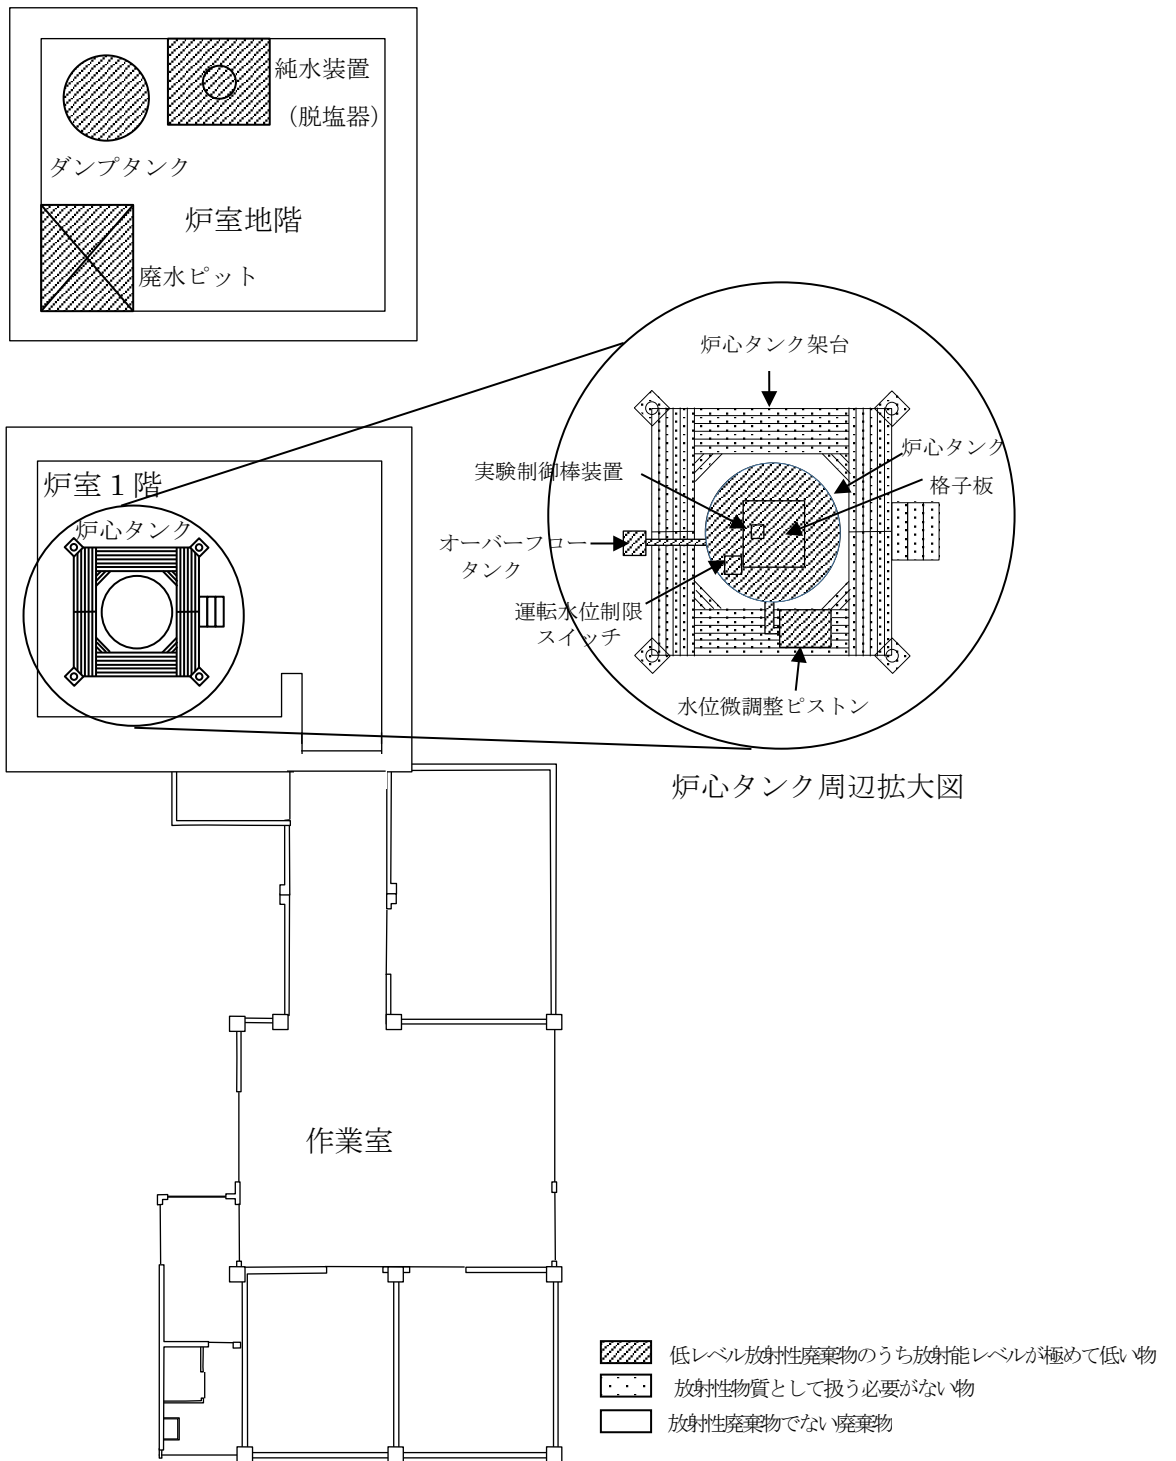 純水装置
（脱塩器）
ダンプタンク
炉室地階
廃水ピット
炉心タンク架台
炉心タンク
実験制御棒装置
格子板
オーバーフロー
タンク
運転水位制限
スイッチ
水位微調整ピストン
炉心タンク周辺拡大図
炉室１階
炉心タンク
作業室
低レベル放射性廃棄物のうち放射能レベルが極めて低い物
放射性物質として扱う必要がない物
放射性廃棄物でない廃棄物